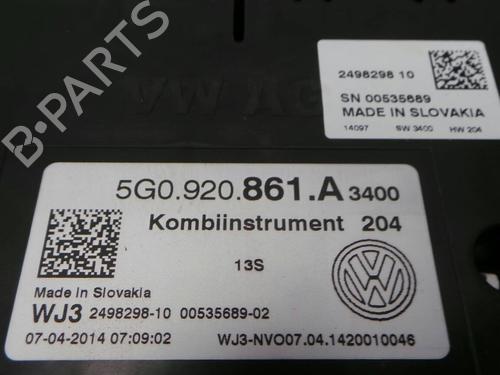 VW AG
2498298 10
SN 00535689
MADE IN SLOVAKIA
14097 SW 3400 HW 204
5G0.920.861.A 3400
Kombiinstrument 204
13S
Made in Slovakia
WJ3 2498298-10 00535689-02
07-04-2014 07:09:02 WJ3-NVO07.04.1420010046
B-PARTS